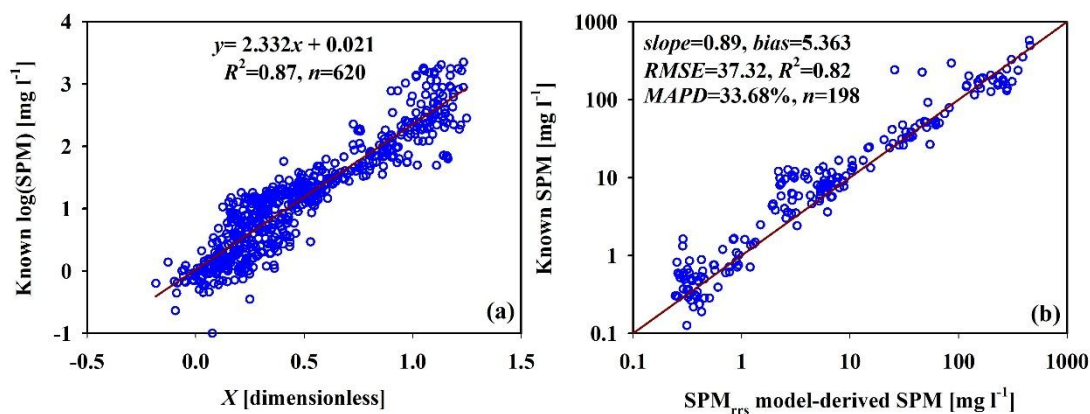 y= 2.332x + 0.021
R²=0.87, n=620
4
3
2
1
0
-1
-0.5
0.0
0.5
1.0
1.5
Known log(SPM) [mg l⁻¹]
X [dimensionless]
(a)
slope=0.89, bias=5.363
RMSE=37.32, R²=0.82
MAPD=33.68%, n=198
1000
100
10
1
0.1
0.1
1
10
100
1000
Known SPM [mg l⁻¹]
SPMrrs model-derived SPM [mg l⁻¹]
(b)